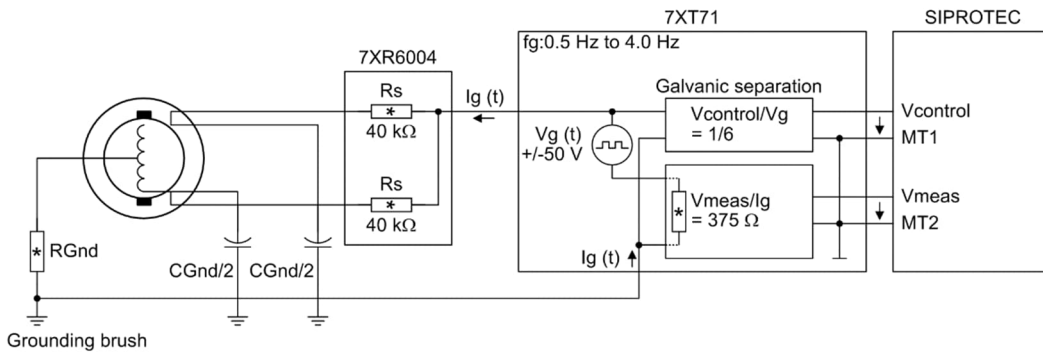 7XT71
SIPROTEC
fg:0.5 Hz to 4.0 Hz
7XR6004
Rs
*
40 kΩ
Ig (t)
Galvanic separation
Vcontrol/Vg
= 1/6
Vcontrol
MT1
Vg (t)
+/-50 V
Rs
*
40 kΩ
*
Vmeas/Ig
= 375 Ω
Vmeas
MT2
*
RGnd
CGnd/2
CGnd/2
Ig (t)
Grounding brush